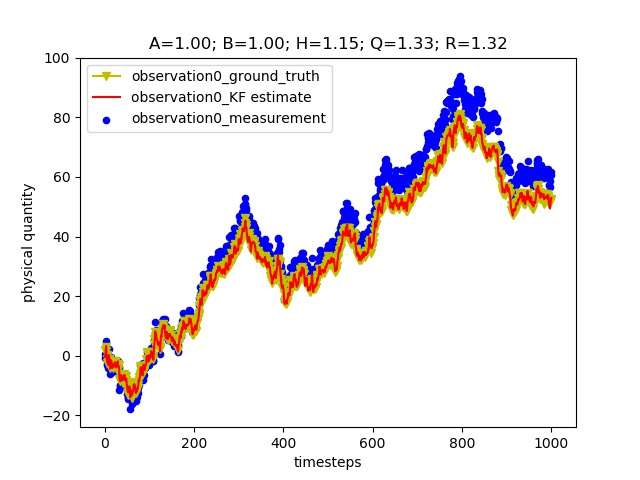 A=1.00; B=1.00; H=1.15; Q=1.33; R=1.32
observation0_ground_truth
observation0_KF estimate
observation0_measurement
physical quantity
100
80
60
40
20
0
−20
0 200 400 600 800 1000
timesteps